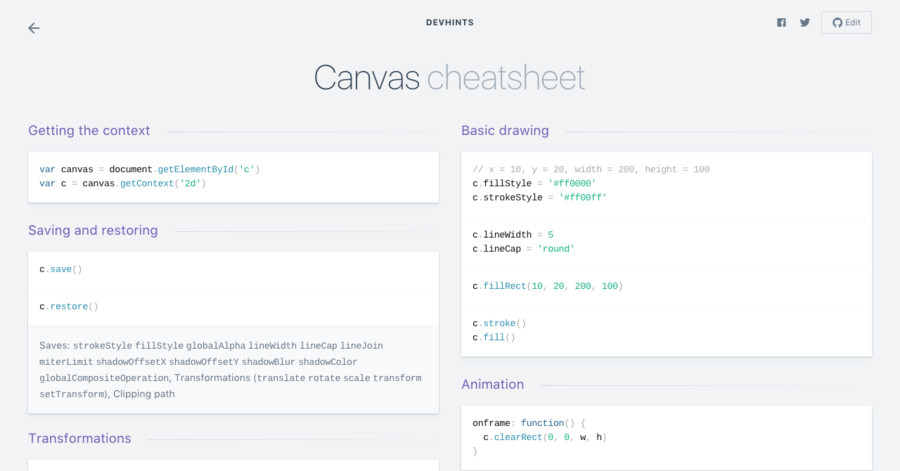 DEVHINTS
Edit
Canvas cheatsheet
Getting the context
var canvas = document.getElementById('c')
var c = canvas.getContext('2d')
Saving and restoring
c.save()
c.restore()
Saves: strokeStyle fillStyle globalAlpha lineWidth lineCap lineJoin
miterLimit shadowOffsetX shadowOffsetY shadowBlur shadowColor
globalCompositeOperation, Transformations (translate rotate scale transform
setTransform), Clipping path
Transformations
Basic drawing
// x = 10, y = 20, width = 200, height = 100
c.fillStyle = '#ff0000'
c.strokeStyle = '#ff00ff'
c.lineWidth = 5
c.lineCap = 'round'
c.fillRect(10, 20, 200, 100)
c.stroke()
c.fill()
Animation
onframe: function() {
  c.clearRect(0, 0, w, h)
}